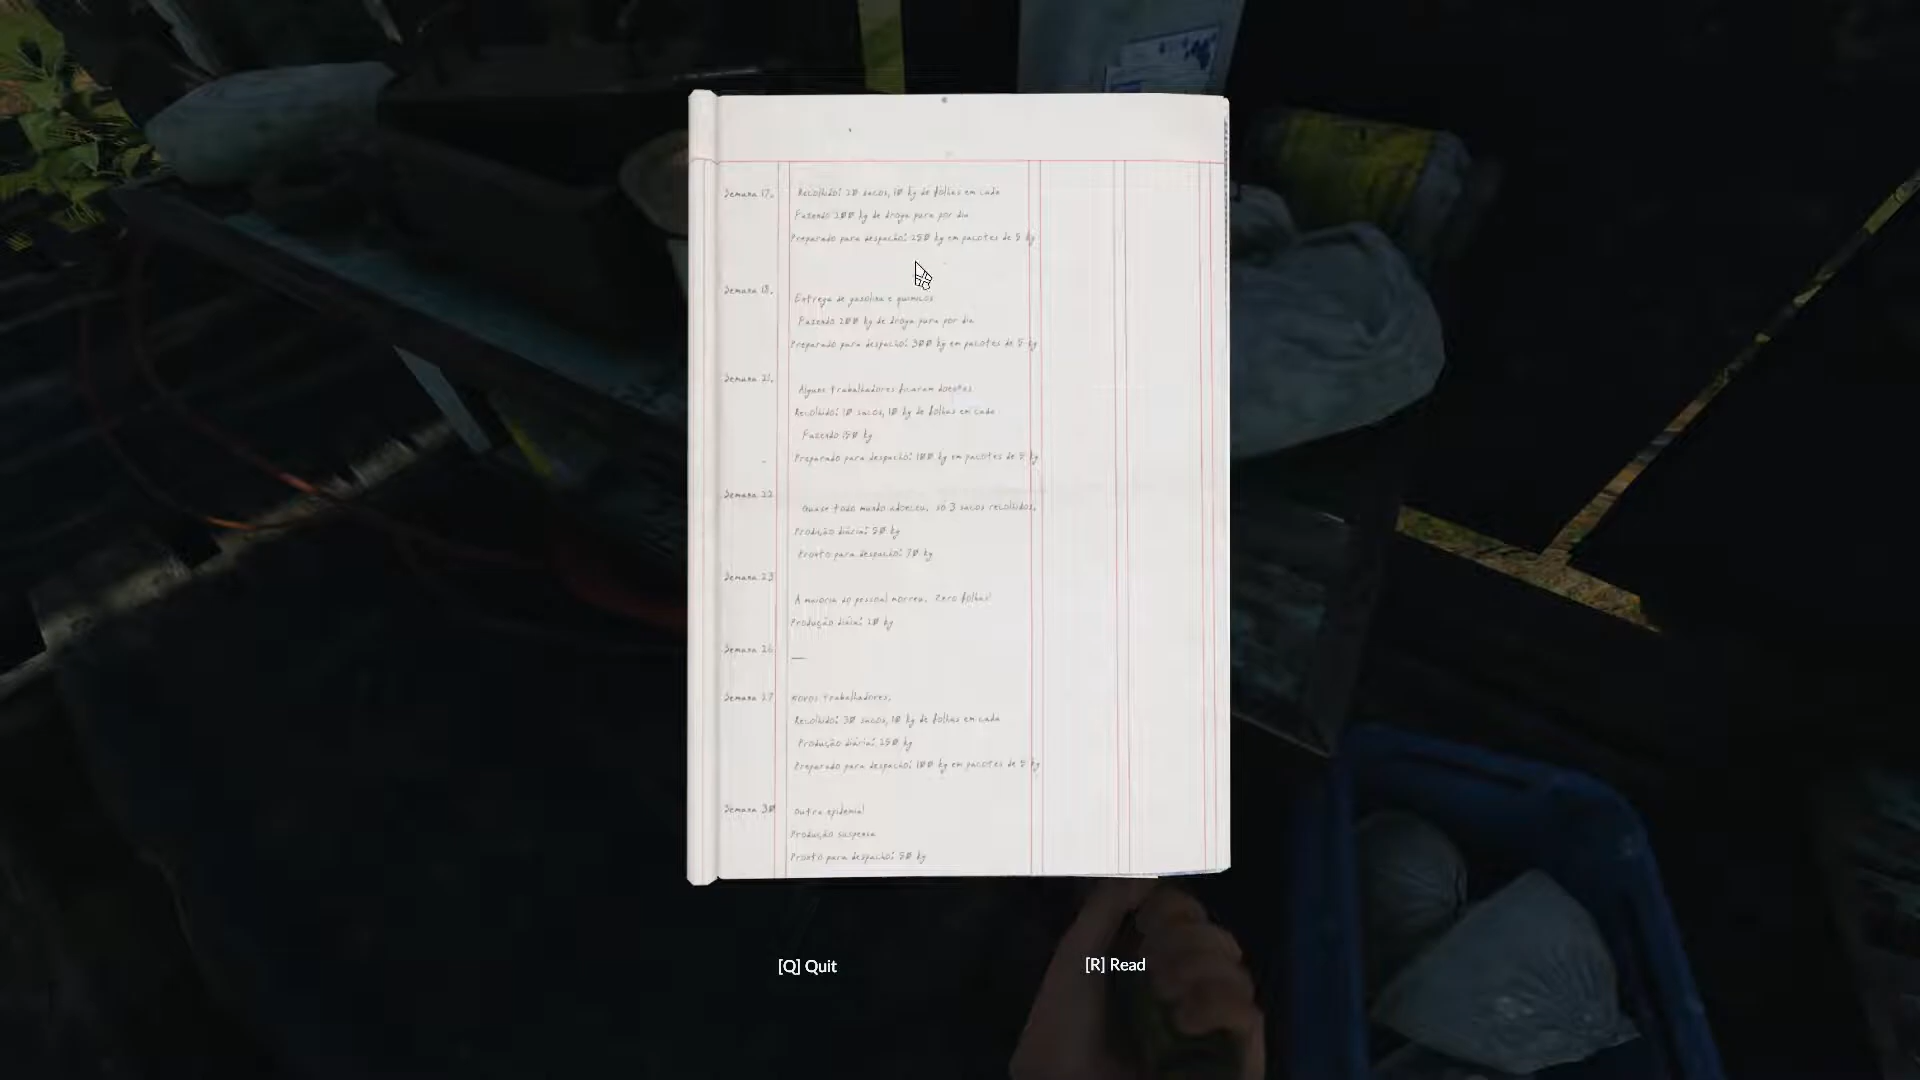 Semana 17. Recolhido: 20 sacos, 10 kg de folhas em cada
Fazendo 200 kg de droga pura por dia
Preparado para despacho: 250 kg em pacotes de 5 kg
Semana 18.
Entrega de gasolina e químicos
Fazendo 200 kg de droga pura por dia
Preparado para despacho: 300 kg em pacotes de 5 kg
Semana 21.
Alguns trabalhadores ficaram doentes
Recolhido: 10 sacos, 10 kg de folhas em cada
Fazendo 150 kg
Preparado para despacho: 100 kg em pacotes de 5 kg
Semana 22
Quase todo mundo adoeceu, só 3 sacos recolhidos.
Produção diária: 50 kg
Pronto para despacho: 70 kg
Semana 23
A maioria do pessoal morreu. Zero folhas!
Produção diária: 20 kg
Semana 26 —
Semana 27 Novos trabalhadores.
Recolhido: 30 sacos, 10 kg de folhas em cada
Produção diária: 250 kg
Preparado para despacho: 100 kg em pacotes de 5 kg
Semana 30 Outra epidemia!
Produção suspensa
Pronto para despacho: 50 kg
[Q] Quit [R] Read